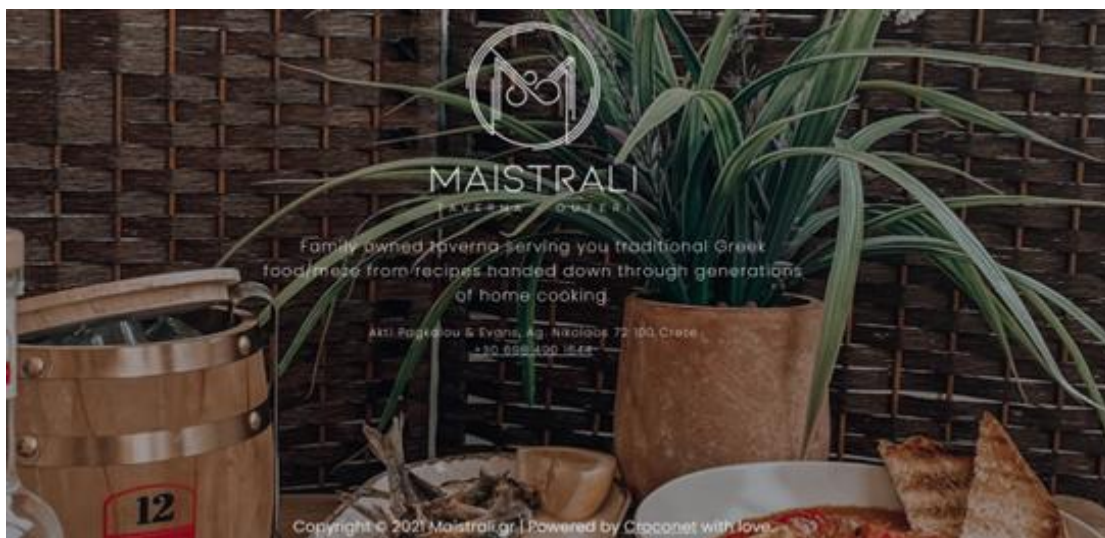 MAISTRALI
TAVERNA OUZERI
Family owned taverna serving you traditional Greek
food/meze from recipes handed down through generations
of home cooking.
Akti Pagkalou & Evans, Ag. Nikolaos 72 100 Crete
12
Copyright © 2021 Maistrali.gr | Powered by Croconet with love.